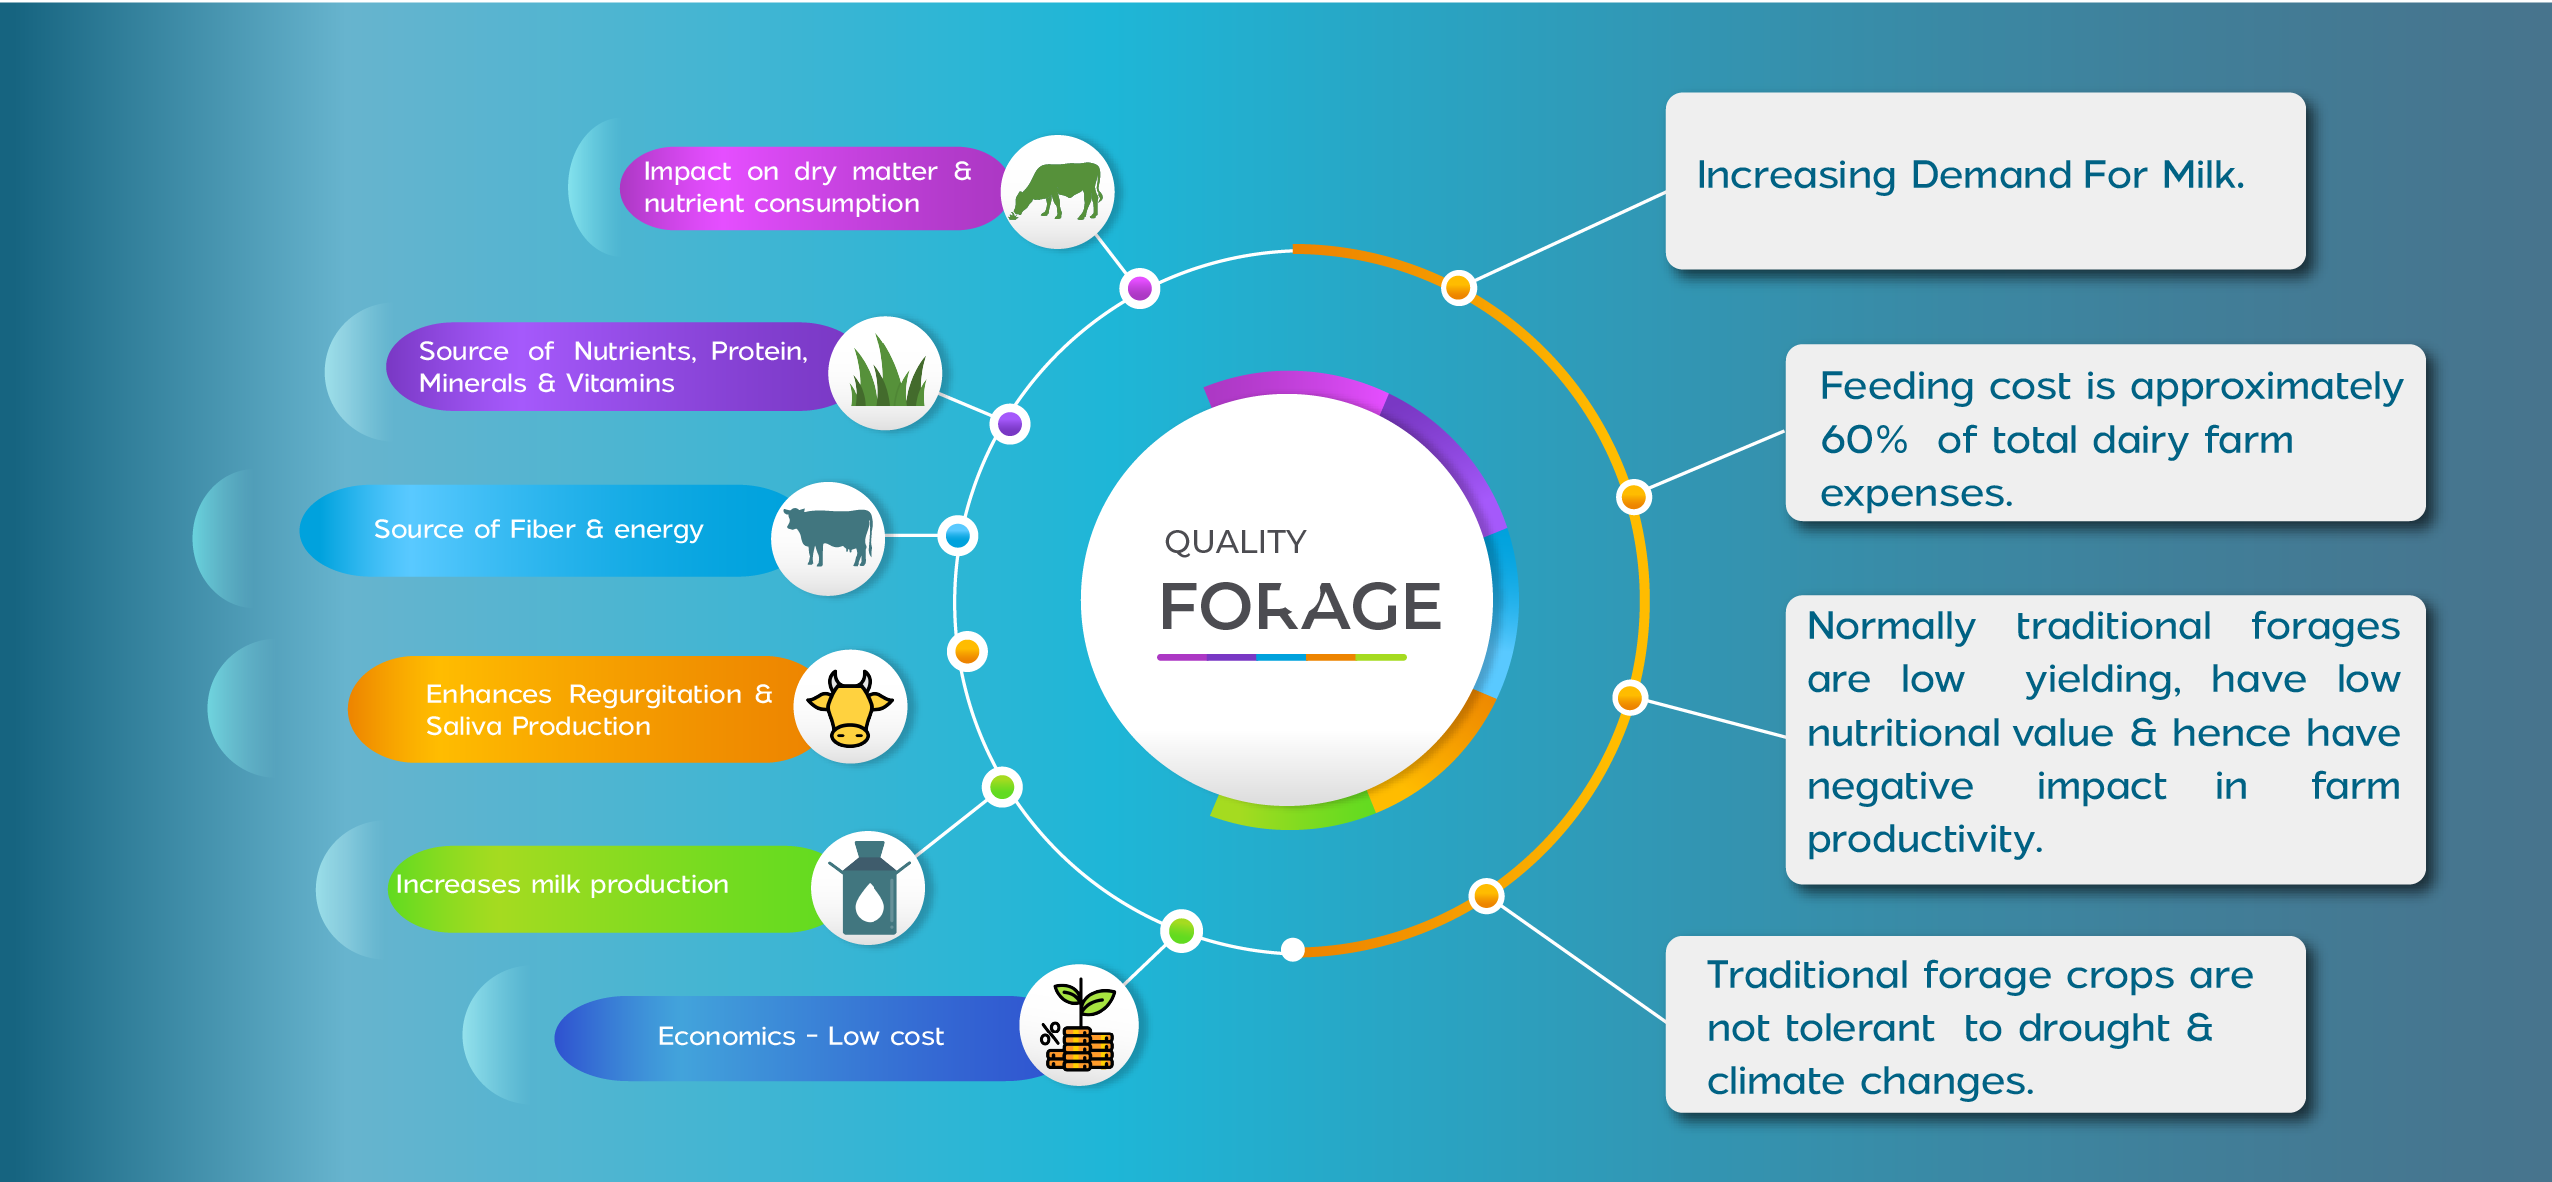 Impact on dry matter &
nutrient consumption
Source of Nutrients, Protein,
Minerals & Vitamins
Source of Fiber & energy
Enhances Regurgitation &
Saliva Production
Increases milk production
Economics - Low cost
%
QUALITY
FORAGE
Increasing Demand For Milk.
Feeding cost is approximately
60% of total dairy farm
expenses.
Normally traditional forages
are low yielding, have low
nutritional value & hence have
negative impact in farm
productivity.
Traditional forage crops are
not tolerant to drought &
climate changes.